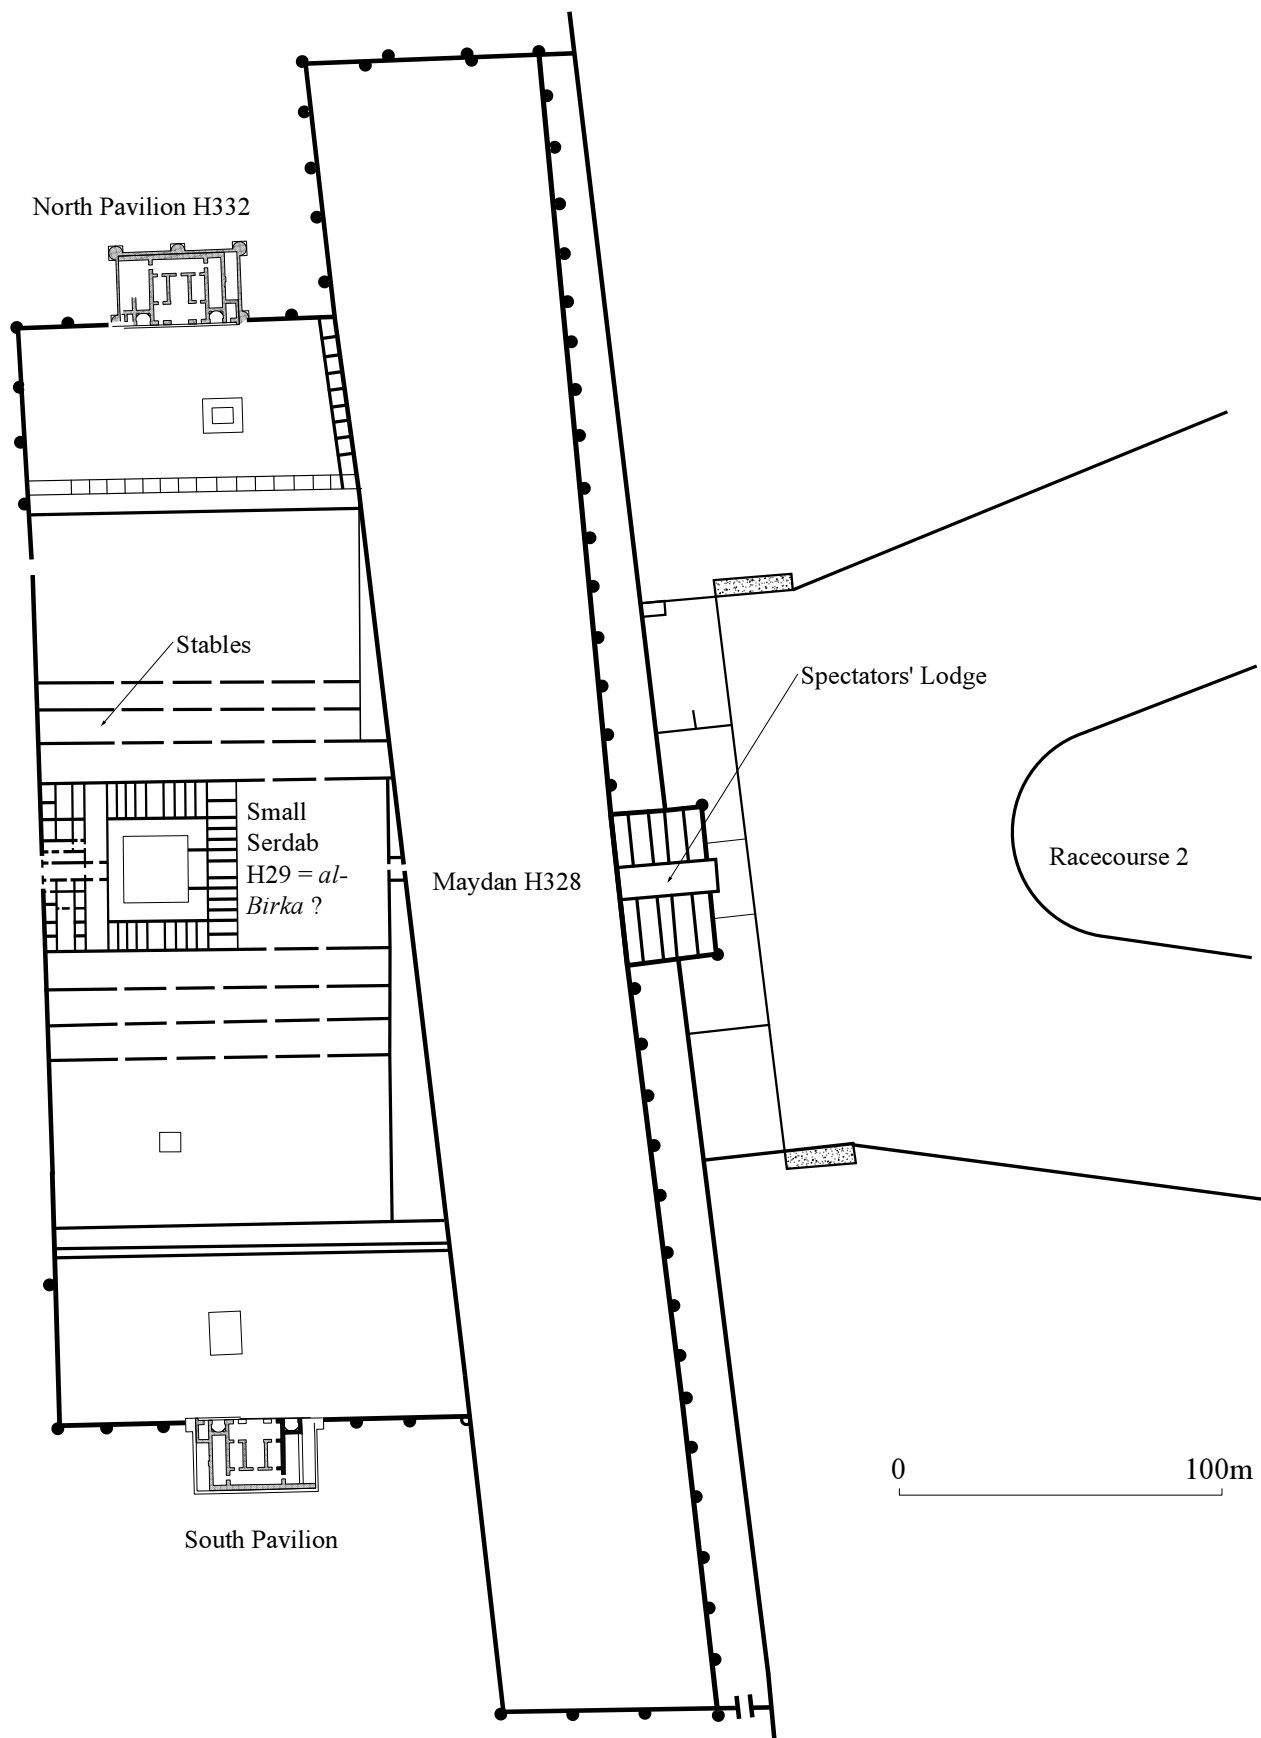 North Pavilion H332
Stables
Spectators' Lodge
Small
Serdab
H29 = al-
Birka ?
Maydan H328
Racecourse 2
0 100m
South Pavilion